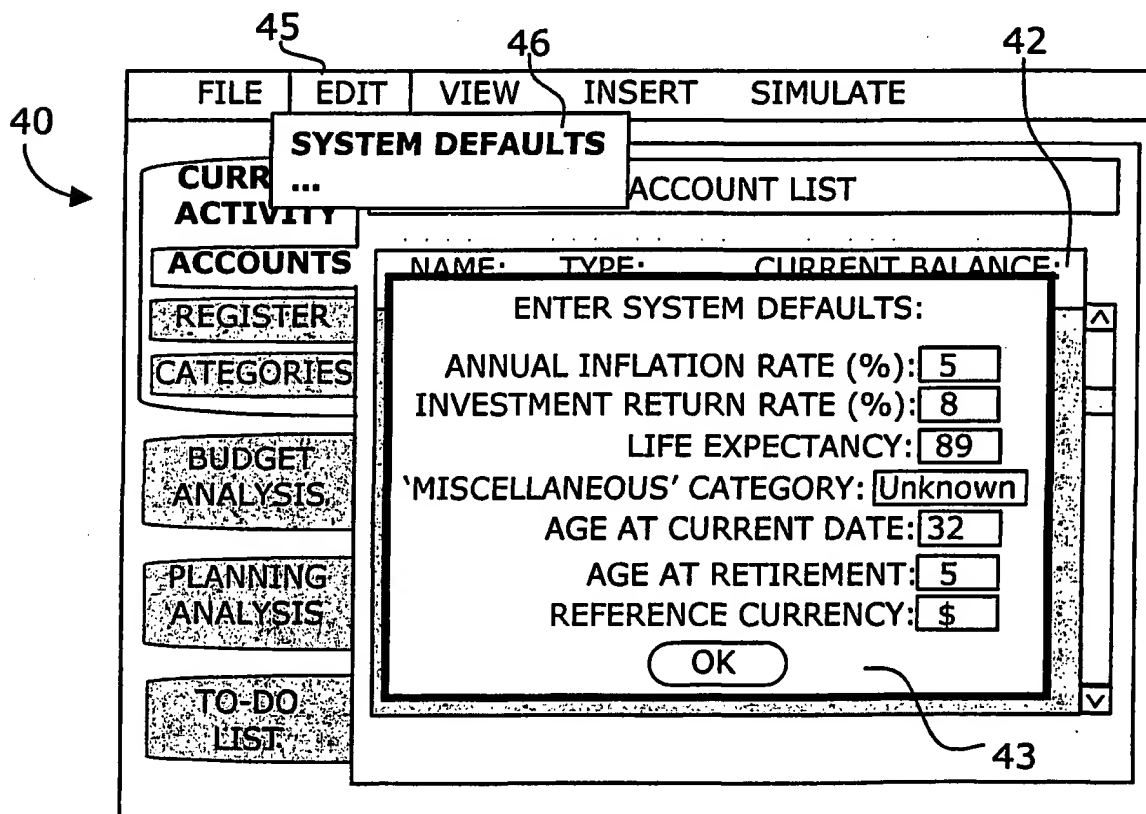 45
46
42
40
FILE EDIT VIEW INSERT SIMULATE
SYSTEM DEFAULTS
...
CURR
ACTIVITY
ACCOUNT LIST
ACCOUNTS
REGISTER
CATEGORIES
BUDGET
ANALYSIS
PLANNING
ANALYSIS
TO-DO
LIST
NAME: TYPE: CURRENT BALANCE:
ENTER SYSTEM DEFAULTS:
ANNUAL INFLATION RATE (%): 5
INVESTMENT RETURN RATE (%): 8
LIFE EXPECTANCY: 89
‘MISCELLANEOUS’ CATEGORY: Unknown
AGE AT CURRENT DATE: 32
AGE AT RETIREMENT: 5
REFERENCE CURRENCY: $
OK
43